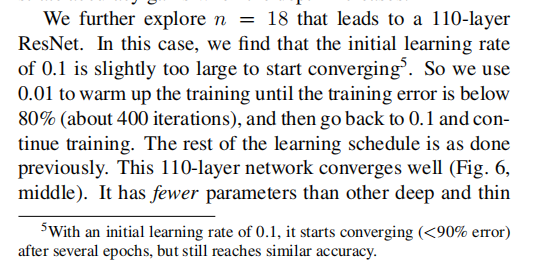 We further explore n = 18 that leads to a 110-layer
ResNet. In this case, we find that the initial learning rate
of 0.1 is slightly too large to start converging⁵. So we use
0.01 to warm up the training until the training error is below
80% (about 400 iterations), and then go back to 0.1 and con-
tinue training. The rest of the learning schedule is as done
previously. This 110-layer network converges well (Fig. 6,
middle). It has fewer parameters than other deep and thin
⁵With an initial learning rate of 0.1, it starts converging (<90% error)
after several epochs, but still reaches similar accuracy.